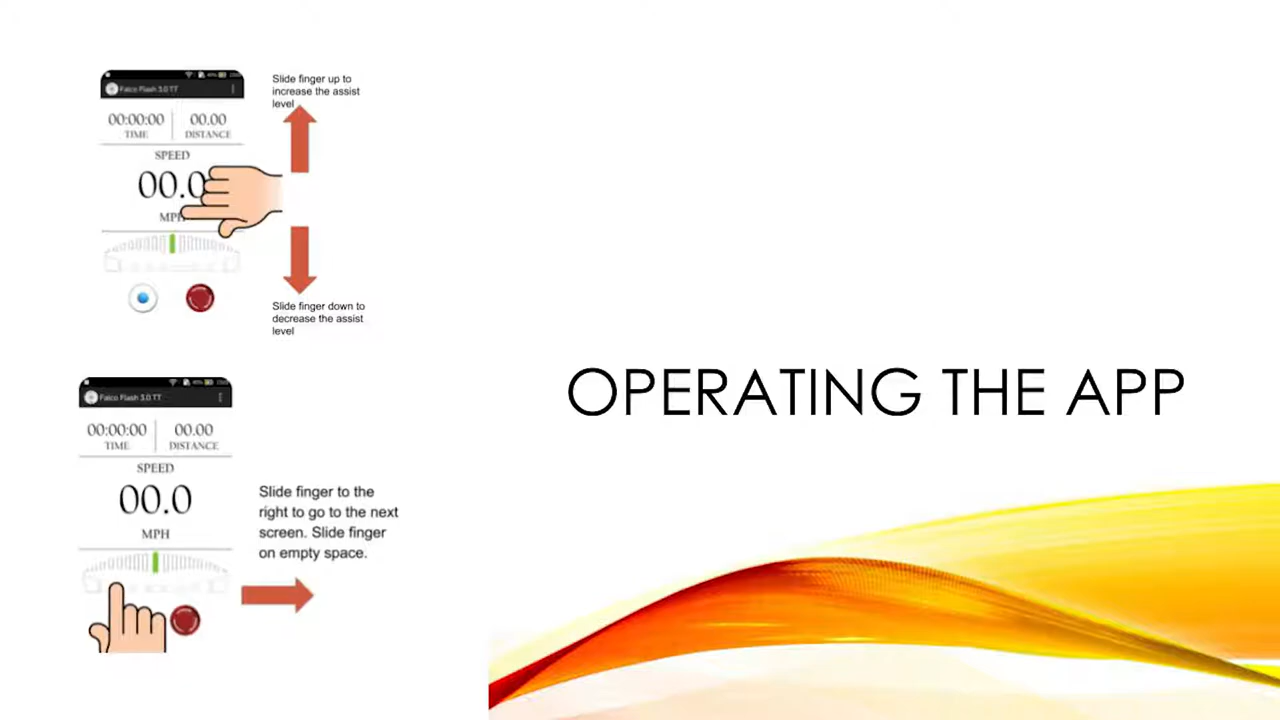 Slide finger up to
increase the assist
level
Falco Flash 3.0 TT
00:00:00 00.00
TIME DISTANCE
SPEED
00.0
MPH
Slide finger down to
decrease the assist
level
OPERATING THE APP
Falco Flash 3.0 TT
00:00:00 00.00
TIME DISTANCE
SPEED
00.0
MPH
Slide finger to the
right to go to the next
screen. Slide finger
on empty space.